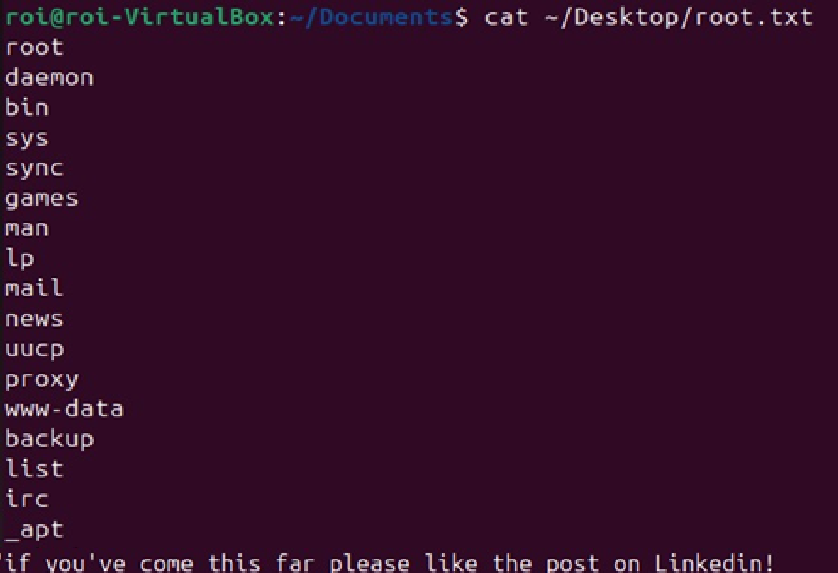 roi@roi-VirtualBox:~/Documents$ cat ~/Desktop/root.txt
root
daemon
bin
sys
sync
games
man
lp
mail
news
uucp
proxy
www-data
backup
list
irc
_apt
'if you've come this far please like the post on Linkedin!